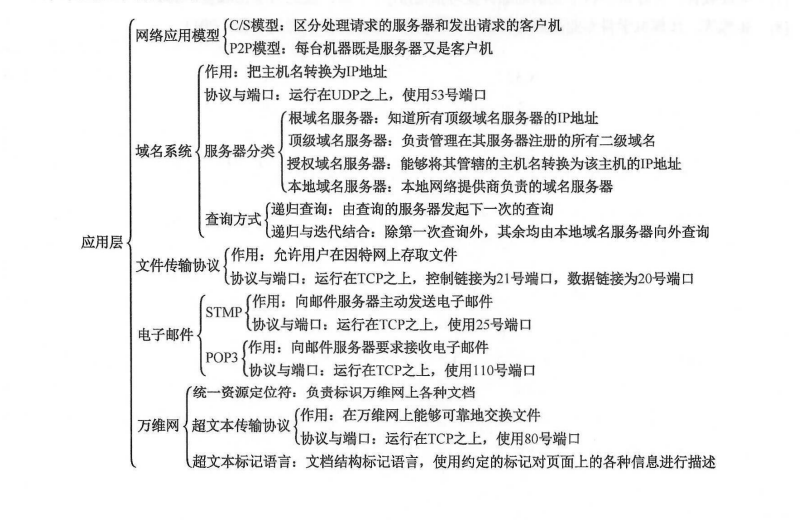 应用层
网络应用模型
C/S模型：区分处理请求的服务器和发出请求的客户机
P2P模型：每台机器既是服务器又是客户机
域名系统
作用：把主机名转换为IP地址
协议与端口：运行在UDP之上，使用53号端口
服务器分类
根域名服务器：知道所有顶级域名服务器的IP地址
顶级域名服务器：负责管理在其服务器注册的所有二级域名
授权域名服务器：能够将其管辖的主机名转换为该主机的IP地址
本地域名服务器：本地网络提供商负责的域名服务器
查询方式
递归查询：由查询的服务器发起下一次的查询
递归与迭代结合：除第一次查询外，其余均由本地域名服务器向外查询
文件传输协议
作用：允许用户在因特网上存取文件
协议与端口：运行在TCP之上，控制链接为21号端口，数据链接为20号端口
电子邮件
STMP
作用：向邮件服务器主动发送电子邮件
协议与端口：运行在TCP之上，使用25号端口
POP3
作用：向邮件服务器要求接收电子邮件
协议与端口：运行在TCP之上，使用110号端口
万维网
统一资源定位符：负责标识万维网上各种文档
超文本传输协议
作用：在万维网上能够可靠地交换文件
协议与端口：运行在TCP之上，使用80号端口
超文本标记语言：文档结构标记语言，使用约定的标记对页面上的各种信息进行描述